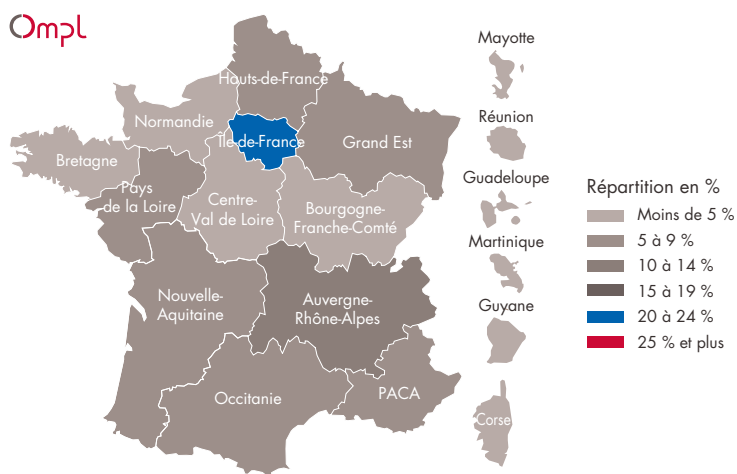 Ompl
Hauts-de-France
Normandie
Île-de-France
Grand Est
Bretagne
Pays
de la Loire
Centre-
Val de Loire
Bourgogne-
Franche-Comté
Nouvelle-
Aquitaine
Auvergne-
Rhône-Alpes
Occitanie
PACA
Mayotte
Réunion
Guadeloupe
Martinique
Guyane
Corse
Répartition en %
Moins de 5 %
5 à 9 %
10 à 14 %
15 à 19 %
20 à 24 %
25 % et plus